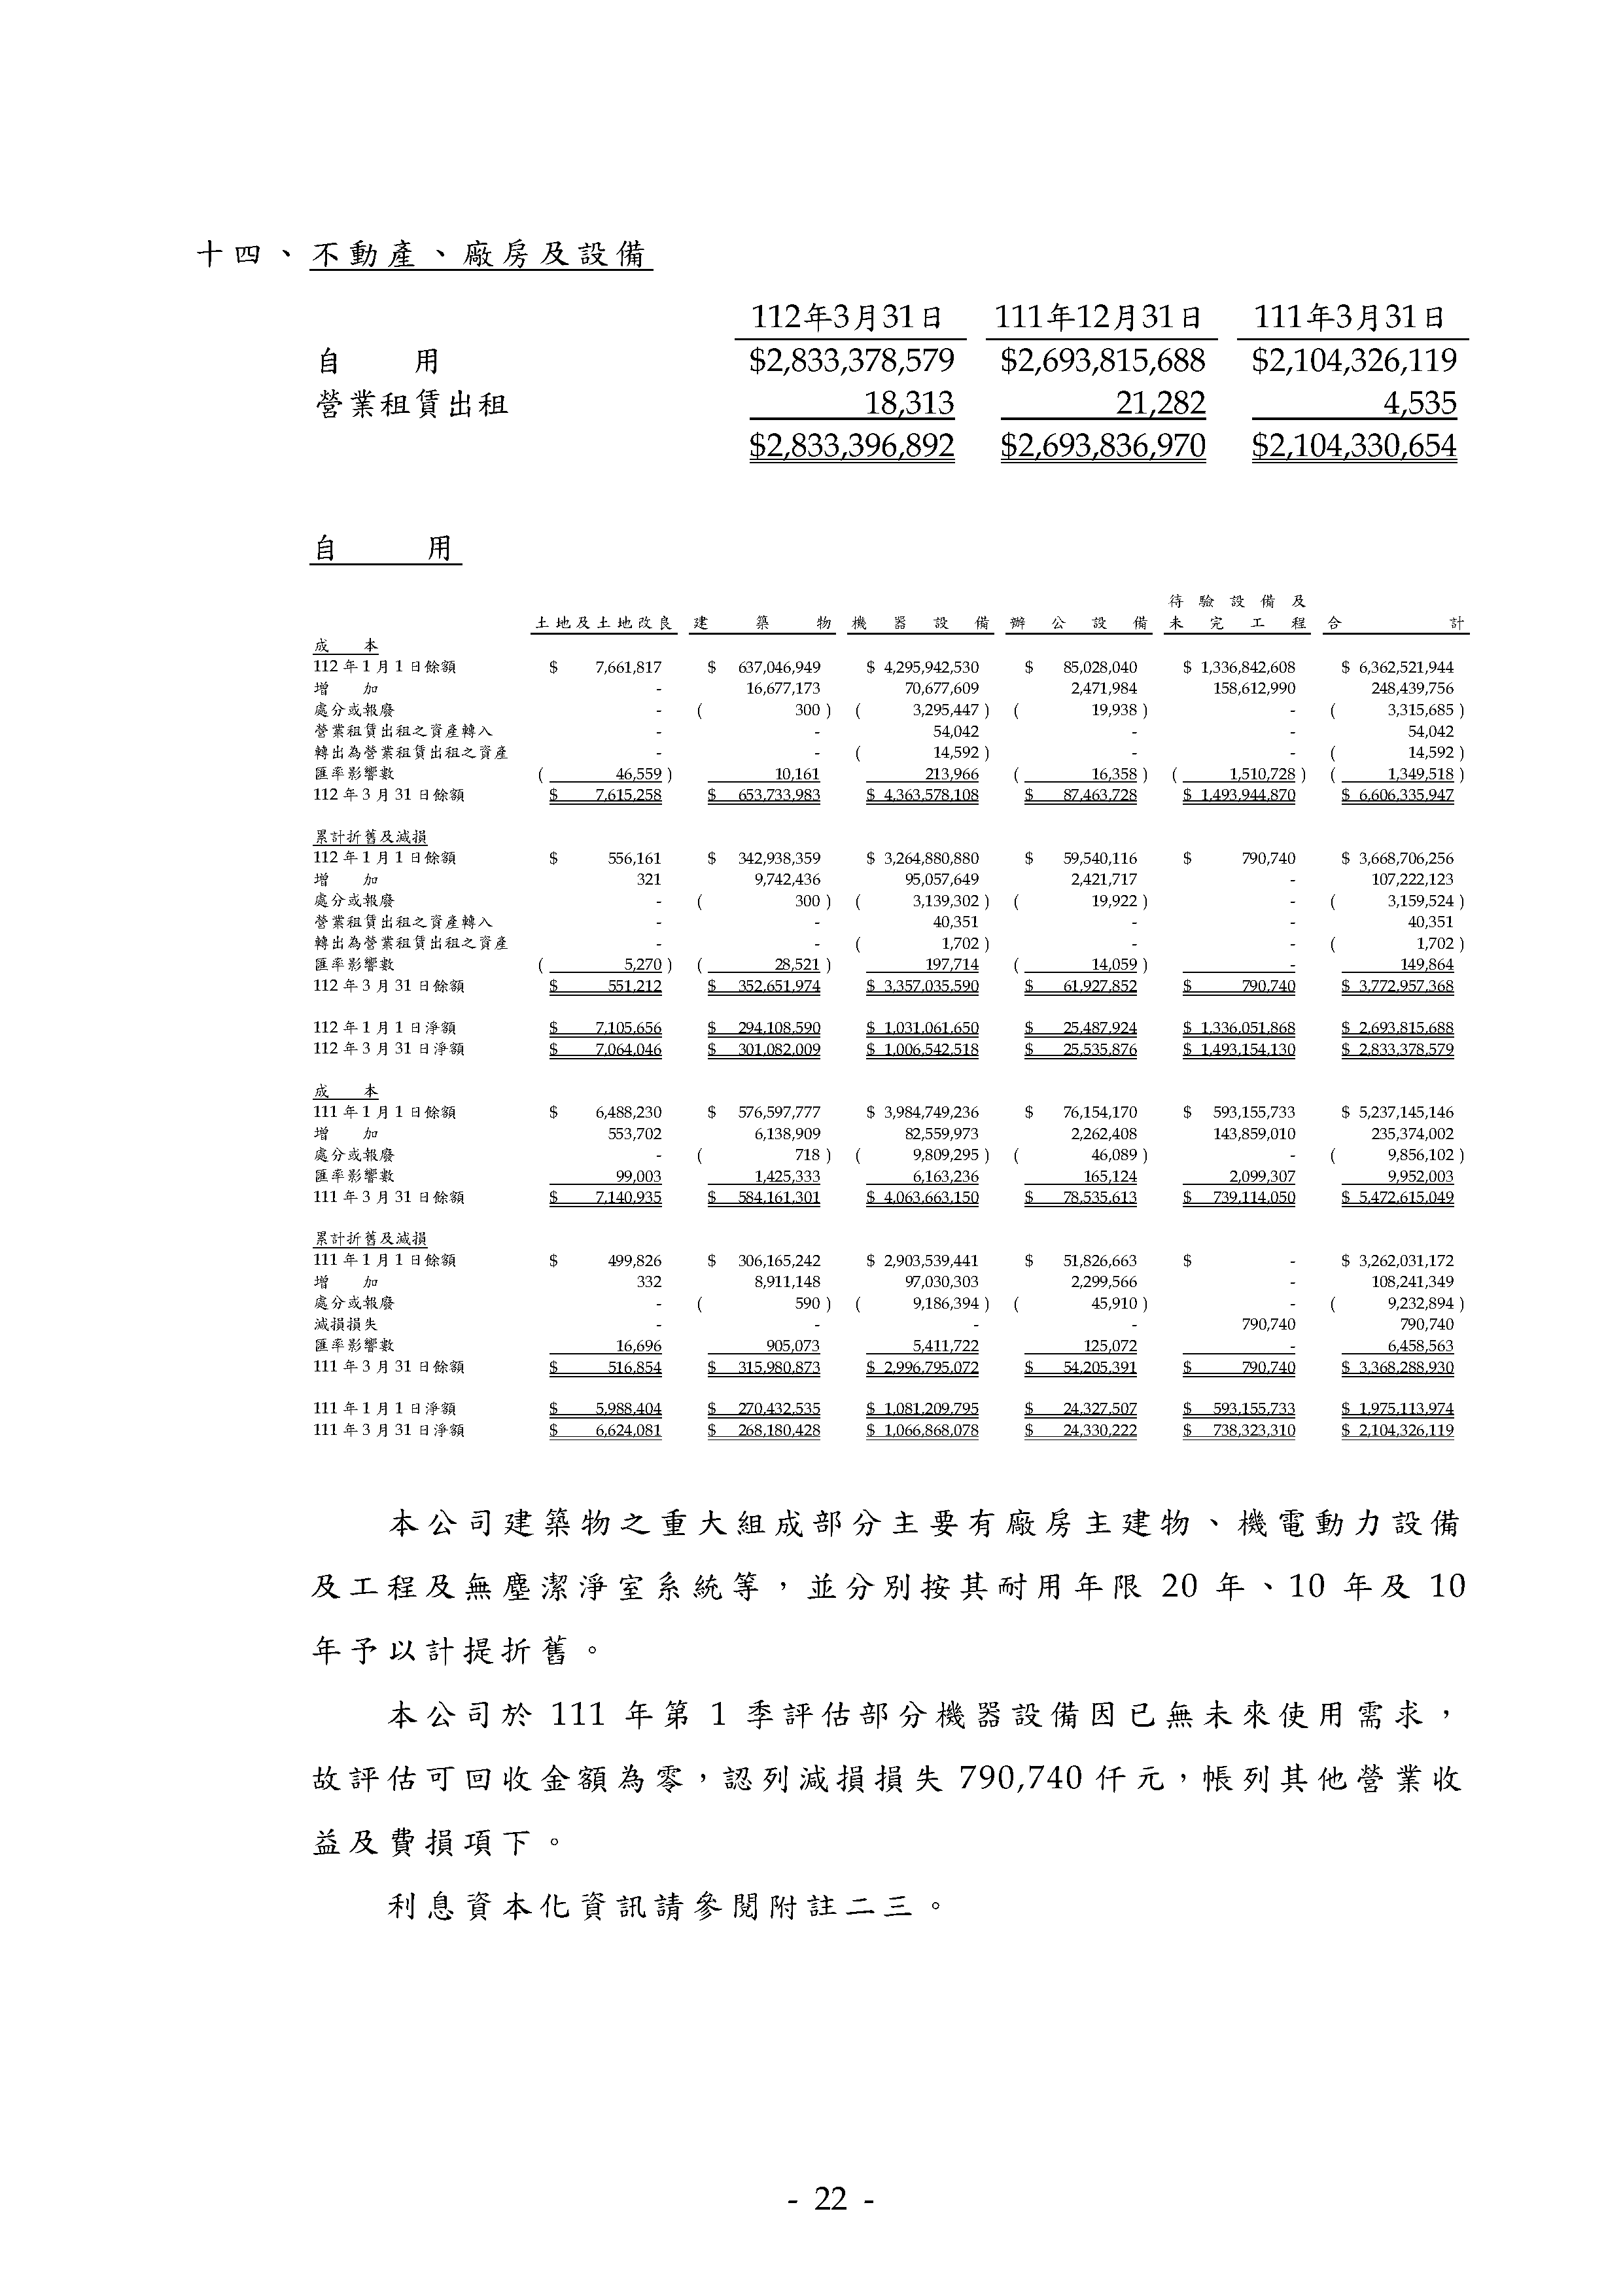 十四、不動產、廠房及設備
112年3月31日 111年12月31日 111年3月31日
自用 $2,833,378,579 $2,693,815,688 $2,104,326,119
營業租賃出租 18,313 21,282 4,535
$2,833,396,892 $2,693,836,970 $2,104,330,654
自用
待驗設備及
土地及土地改良 建築物 機器設備 辦公設備 未完工程 合計
成本
112年1月1日餘額 $ 7,661,817 $ 637,046,949 $ 4,295,942,530 $ 85,028,040 $ 1,336,842,608 $ 6,362,521,944
增加 - 16,677,173 70,677,609 2,471,984 158,612,990 248,439,756
處分或報廢 - ( 300 ) ( 3,295,447 ) ( 19,938 ) - ( 3,315,685 )
營業租賃出租之資產轉入 - - 54,042 - - 54,042
轉出為營業租賃出租之資產 - - ( 14,592 ) - - ( 14,592 )
匯率影響數 ( 46,559 ) 10,161 213,966 ( 16,358 ) ( 1,510,728 ) ( 1,349,518 )
112年3月31日餘額 $ 7,615,258 $ 653,733,983 $ 4,363,578,108 $ 87,463,728 $ 1,493,944,870 $ 6,606,335,947
累計折舊及減損
112年1月1日餘額 $ 556,161 $ 342,938,359 $ 3,264,880,880 $ 59,540,116 $ 790,740 $ 3,668,706,256
增加 321 9,742,436 95,057,649 2,421,717 - 107,222,123
處分或報廢 - ( 300 ) ( 3,139,302 ) ( 19,922 ) - ( 3,159,524 )
營業租賃出租之資產轉入 - - 40,351 - - 40,351
轉出為營業租賃出租之資產 - - ( 1,702 ) - - ( 1,702 )
匯率影響數 ( 5,270 ) ( 28,521 ) 197,714 ( 14,059 ) - 149,864
112年3月31日餘額 $ 551,212 $ 352,651,974 $ 3,357,035,590 $ 61,927,852 $ 790,740 $ 3,772,957,368
112年1月1日淨額 $ 7,105,656 $ 294,108,590 $ 1,031,061,650 $ 25,487,924 $ 1,336,051,868 $ 2,693,815,688
112年3月31日淨額 $ 7,064,046 $ 301,082,009 $ 1,006,542,518 $ 25,535,876 $ 1,493,154,130 $ 2,833,378,579
成本
111年1月1日餘額 $ 6,488,230 $ 576,597,777 $ 3,984,749,236 $ 76,154,170 $ 593,155,733 $ 5,237,145,146
增加 553,702 6,138,909 82,559,973 2,262,408 143,859,010 235,374,002
處分或報廢 - ( 718 ) ( 9,809,295 ) ( 46,089 ) - ( 9,856,102 )
匯率影響數 99,003 1,425,333 6,163,236 165,124 2,099,307 9,952,003
111年3月31日餘額 $ 7,140,935 $ 584,161,301 $ 4,063,663,150 $ 78,535,613 $ 739,114,050 $ 5,472,615,049
累計折舊及減損
111年1月1日餘額 $ 499,826 $ 306,165,242 $ 2,903,539,441 $ 51,826,663 $ - $ 3,262,031,172
增加 332 8,911,148 97,030,303 2,299,566 - 108,241,349
處分或報廢 - ( 590 ) ( 9,186,394 ) ( 45,910 ) - ( 9,232,894 )
減損損失 - - - - 790,740 790,740
匯率影響數 16,696 905,073 5,411,722 125,072 - 6,458,563
111年3月31日餘額 $ 516,854 $ 315,980,873 $ 2,996,795,072 $ 54,205,391 $ 790,740 $ 3,368,288,930
111年1月1日淨額 $ 5,988,404 $ 270,432,535 $ 1,081,209,795 $ 24,327,507 $ 593,155,733 $ 1,975,113,974
111年3月31日淨額 $ 6,624,081 $ 268,180,428 $ 1,066,868,078 $ 24,330,222 $ 738,323,310 $ 2,104,326,119
本公司建築物之重大組成部分主要有廠房主建物、機電動力設備
及工程及無塵潔淨室系統等，並分別按其耐用年限 20 年、10 年及 10
年予以計提折舊。
本公司於 111 年第 1 季評估部分機器設備因已無未來使用需求，
故評估可回收金額為零，認列減損損失 790,740 仟元，帳列其他營業收
益及費損項下。
利息資本化資訊請參閱附註二三。
- 22 -